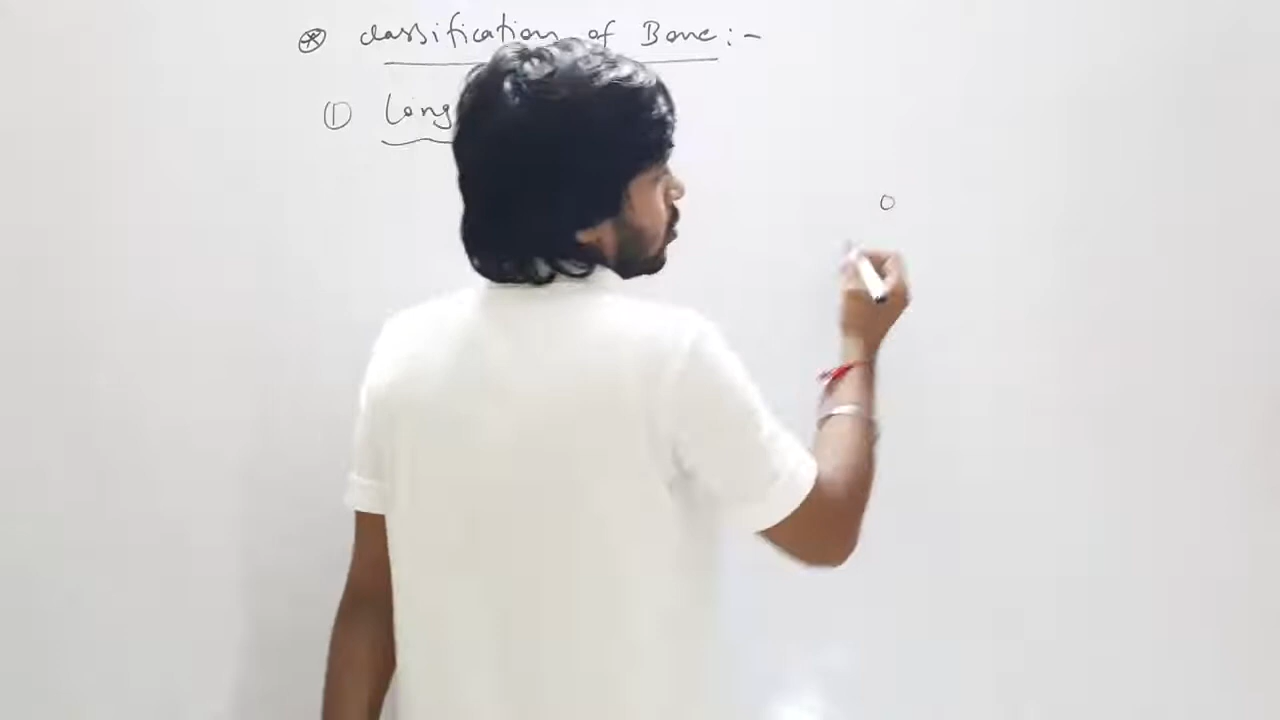 ⊛ classification of Bone:-
① Long
o